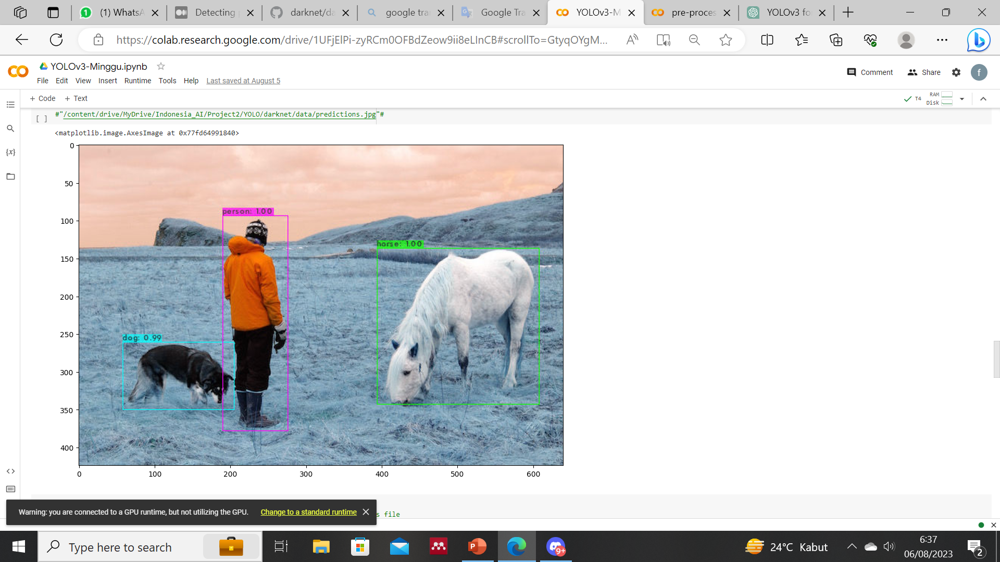 (1) WhatsA
Detecting
darknet/da
google tra
Google Tra
YOLOv3-M
pre-proces
YOLOv3 fo
https://colab.research.google.com/drive/1UFjElPi-zyRCm0OFBdZeow9ii8eLInCB#scrollTo=GtyqOYgM...
YOLOv3-Minggu.ipynb
File Edit View Insert Runtime Tools Help Last saved at August 5
Comment Share f
+ Code + Text
T4 RAM
Disk
[ ] #"/content/drive/MyDrive/Indonesia_AI/Project2/YOLO/darknet/data/predictions.jpg"#
<matplotlib.image.AxesImage at 0x77fd64991840>
0
50
100
150
200
250
300
350
400
person: 1.00
horse: 1.00
dog: 0.99
0 100 200 300 400 500 600
{x}
Warning: you are connected to a GPU runtime, but not utilizing the GPU. Change to a standard runtime
s file
Type here to search
9+
24°C Kabut
6:37
06/08/2023
2